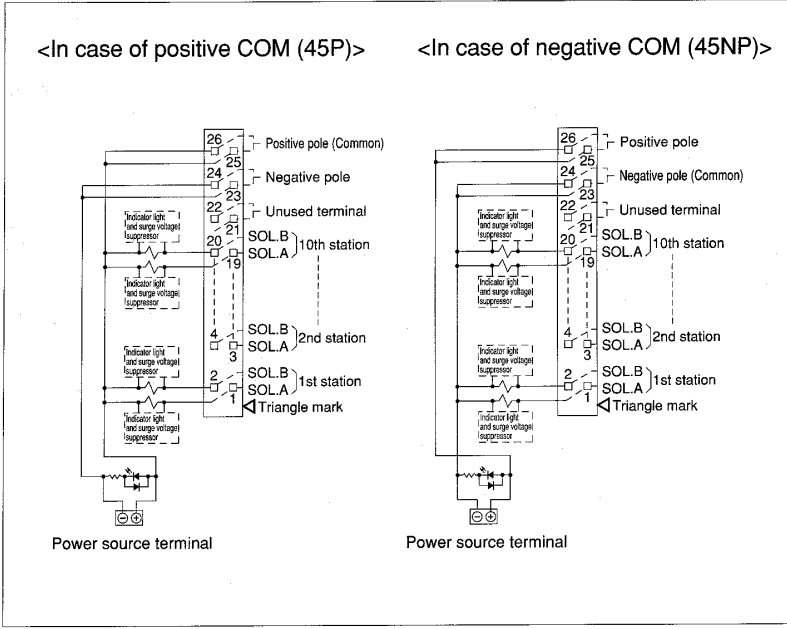 <In case of positive COM (45P)>
26
Positive pole (Common)
25
24
Negative pole
23
22
Unused terminal
21
Indicator light
and surge voltage
suppressor
20
SOL.B
SOL.A
10th station
19
Indicator light
and surge voltage
suppressor
4
SOL.B
SOL.A
2nd station
3
Indicator light
and surge voltage
suppressor
2
SOL.B
SOL.A
1st station
1
Triangle mark
Indicator light
and surge voltage
suppressor
Power source terminal
<In case of negative COM (45NP)>
26
Positive pole
25
24
Negative pole (Common)
23
22
Unused terminal
21
Indicator light
and surge voltage
suppressor
20
SOL.B
SOL.A
10th station
19
Indicator light
and surge voltage
suppressor
4
SOL.B
SOL.A
2nd station
3
Indicator light
and surge voltage
suppressor
2
SOL.B
SOL.A
1st station
1
Triangle mark
Indicator light
and surge voltage
suppressor
Power source terminal